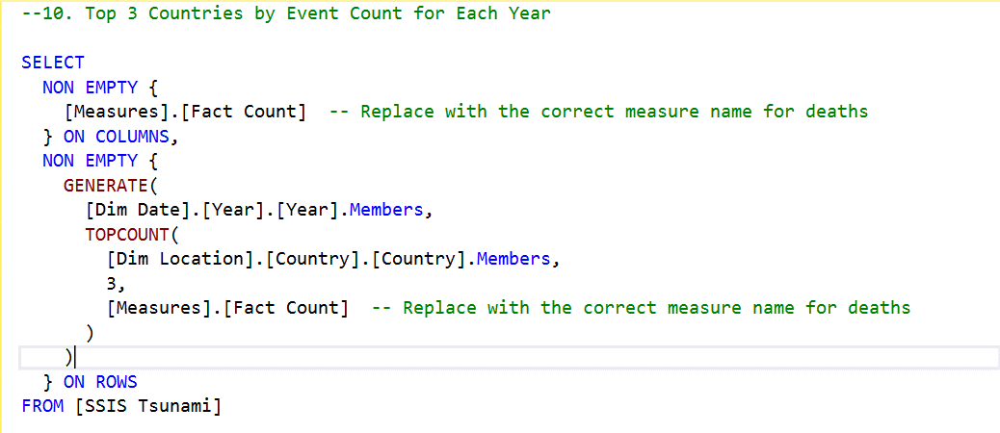 --10. Top 3 Countries by Event Count for Each Year
SELECT
NON EMPTY {
[Measures].[Fact Count]  -- Replace with the correct measure name for deaths
} ON COLUMNS,
NON EMPTY {
GENERATE(
[Dim Date].[Year].[Year].Members,
TOPCOUNT(
[Dim Location].[Country].[Country].Members,
3,
[Measures].[Fact Count]  -- Replace with the correct measure name for deaths
)
)
} ON ROWS
FROM [SSIS Tsunami]